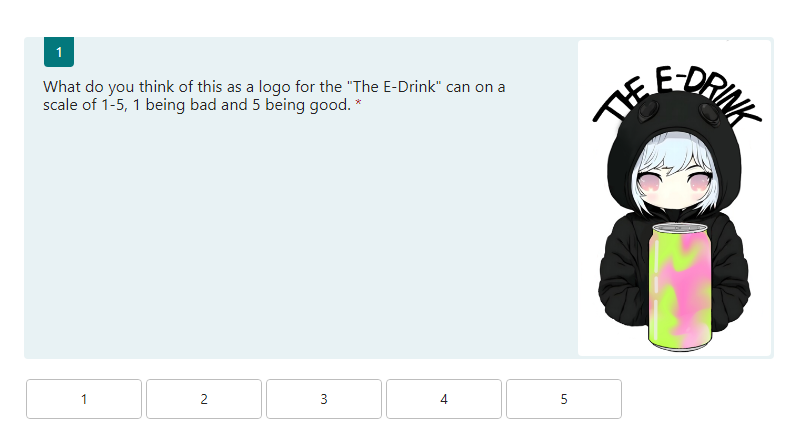 1
What do you think of this as a logo for the "The E-Drink" can on a
scale of 1-5, 1 being bad and 5 being good. *
THE E-DRINK
1
2
3
4
5